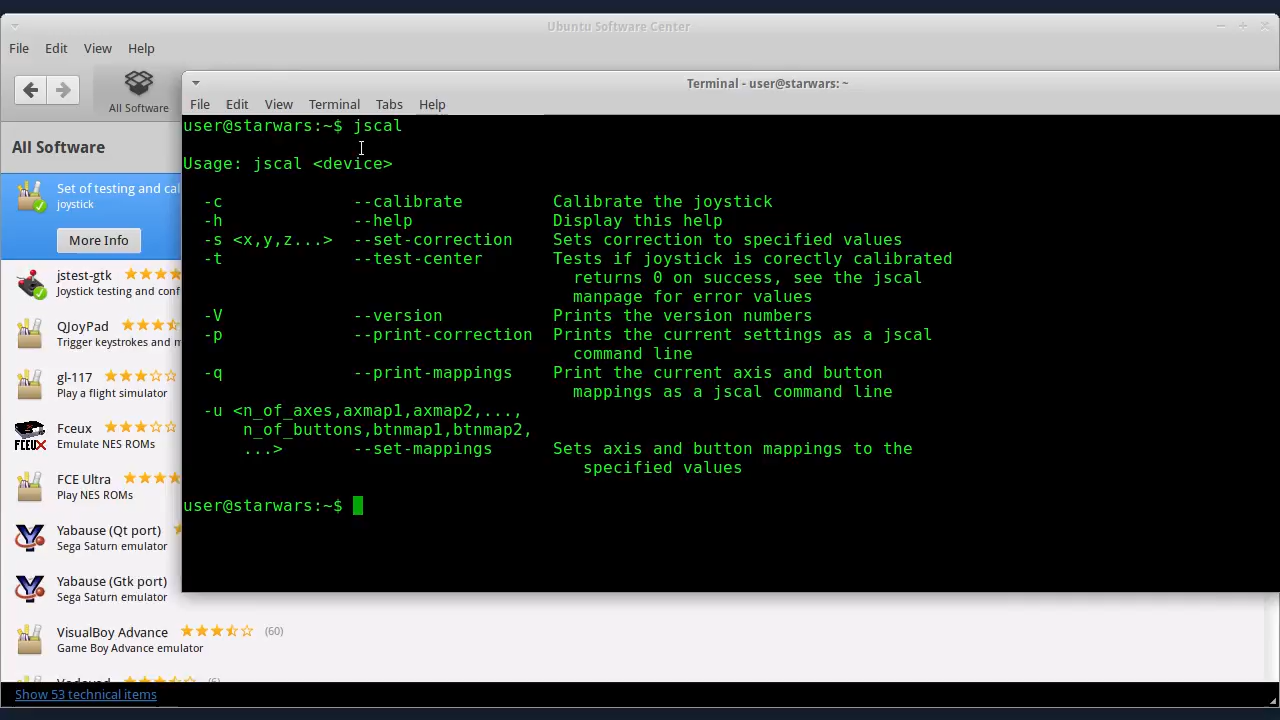 Ubuntu Software Center
File Edit View Help
All Software
Terminal - user@starwars: ~
File Edit View Terminal Tabs Help
user@starwars:~$ jscal
Usage: jscal <device>
-c --calibrate Calibrate the joystick
-h --help Display this help
-s <x,y,z...> --set-correction Sets correction to specified values
-t --test-center Tests if joystick is corectly calibrated
returns 0 on success, see the jscal
manpage for error values
-V --version Prints the version numbers
-p --print-correction Prints the current settings as a jscal
command line
-q --print-mappings Print the current axis and button
mappings as a jscal command line
-u <n_of_axes,axmap1,axmap2,...,
n_of_buttons,btnmap1,btnmap2,
...> --set-mappings Sets axis and button mappings to the
specified values
user@starwars:~$
All Software
Set of testing and cal
joystick
More Info
jstest-gtk
Joystick testing and conf
QJoyPad
Trigger keystrokes and m
gl-117
Play a flight simulator
FCEUX
Fceux
Emulate NES ROMs
FCE Ultra
Play NES ROMs
Yabause (Qt port)
Sega Saturn emulator
Yabause (Gtk port)
Sega Saturn emulator
VisualBoy Advance (60)
Game Boy Advance emulator
Show 53 technical items